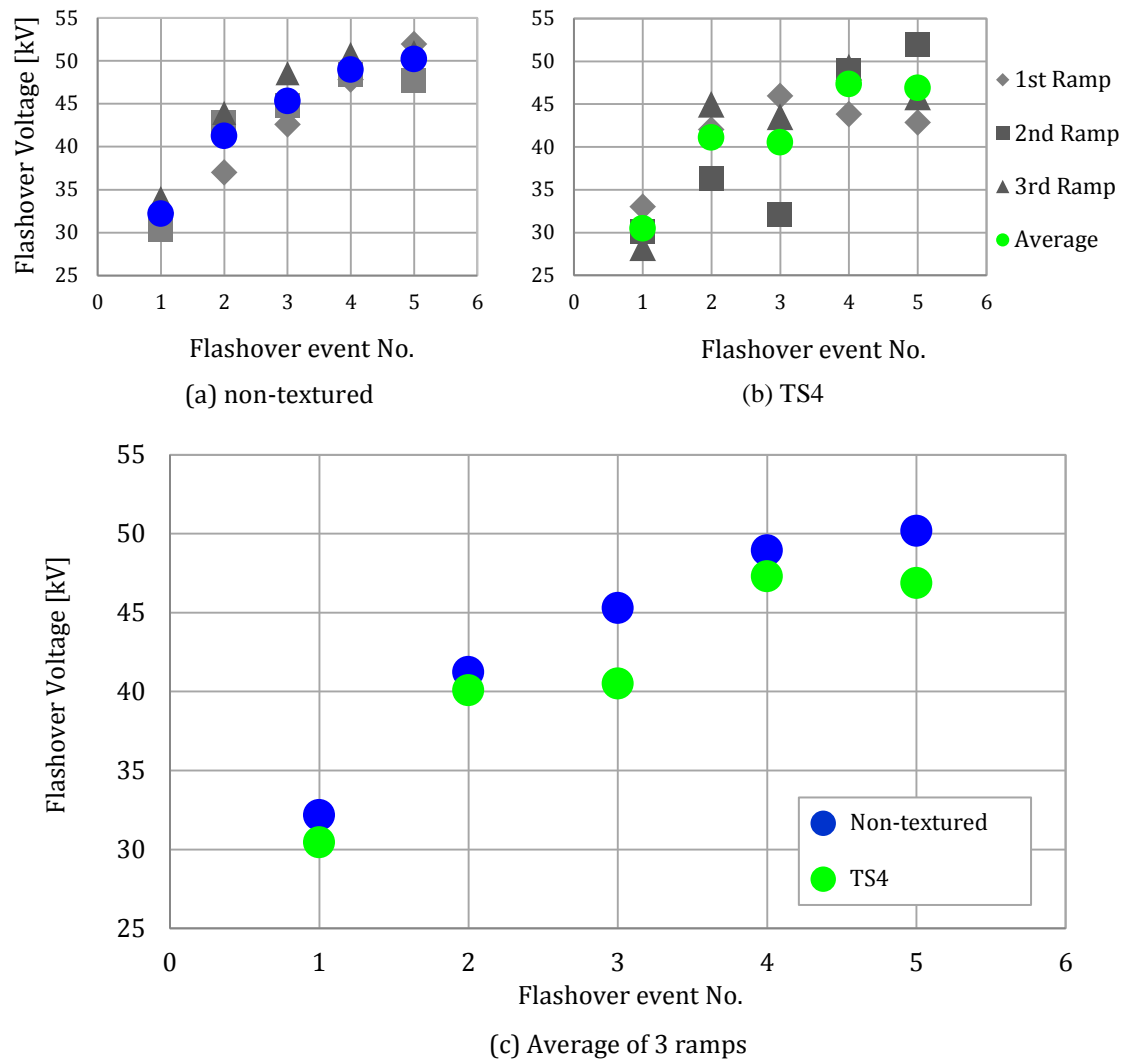 Flashover Voltage [kV]
55
50
45
40
35
30
25
0 1 2 3 4 5 6
Flashover event No.
(a) non-textured
55
50
45
40
35
30
25
0 1 2 3 4 5 6
Flashover event No.
(b) TS4
1st Ramp
2nd Ramp
3rd Ramp
Average
Flashover Voltage [kV]
55
50
45
40
35
30
25
0 1 2 3 4 5 6
Flashover event No.
Non-textured
TS4
(c) Average of 3 ramps